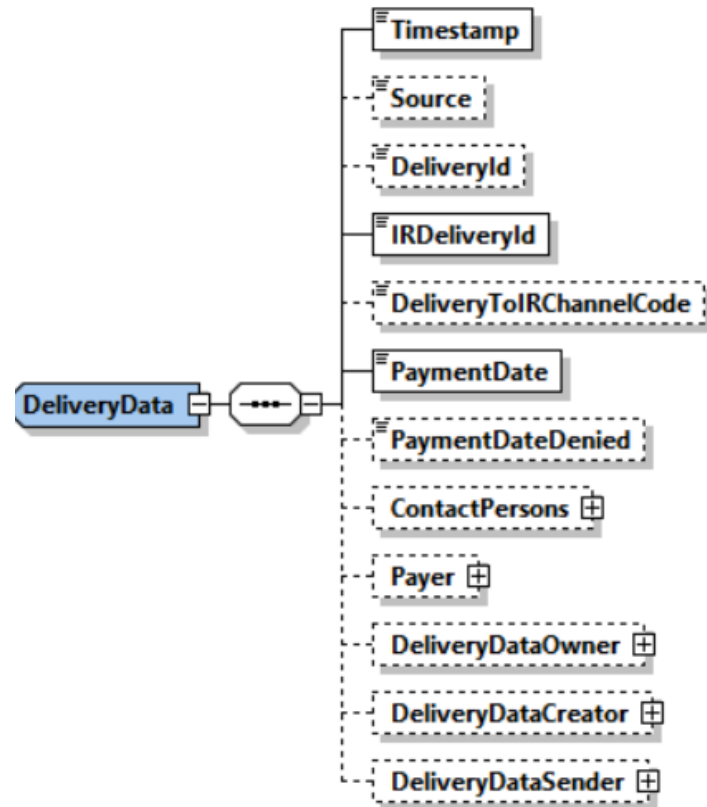 Timestamp
Source
DeliveryId
IRDeliveryId
DeliveryToIRChannelCode
PaymentDate
DeliveryData
PaymentDateDenied
ContactPersons
Payer
DeliveryDataOwner
DeliveryDataCreator
DeliveryDataSender